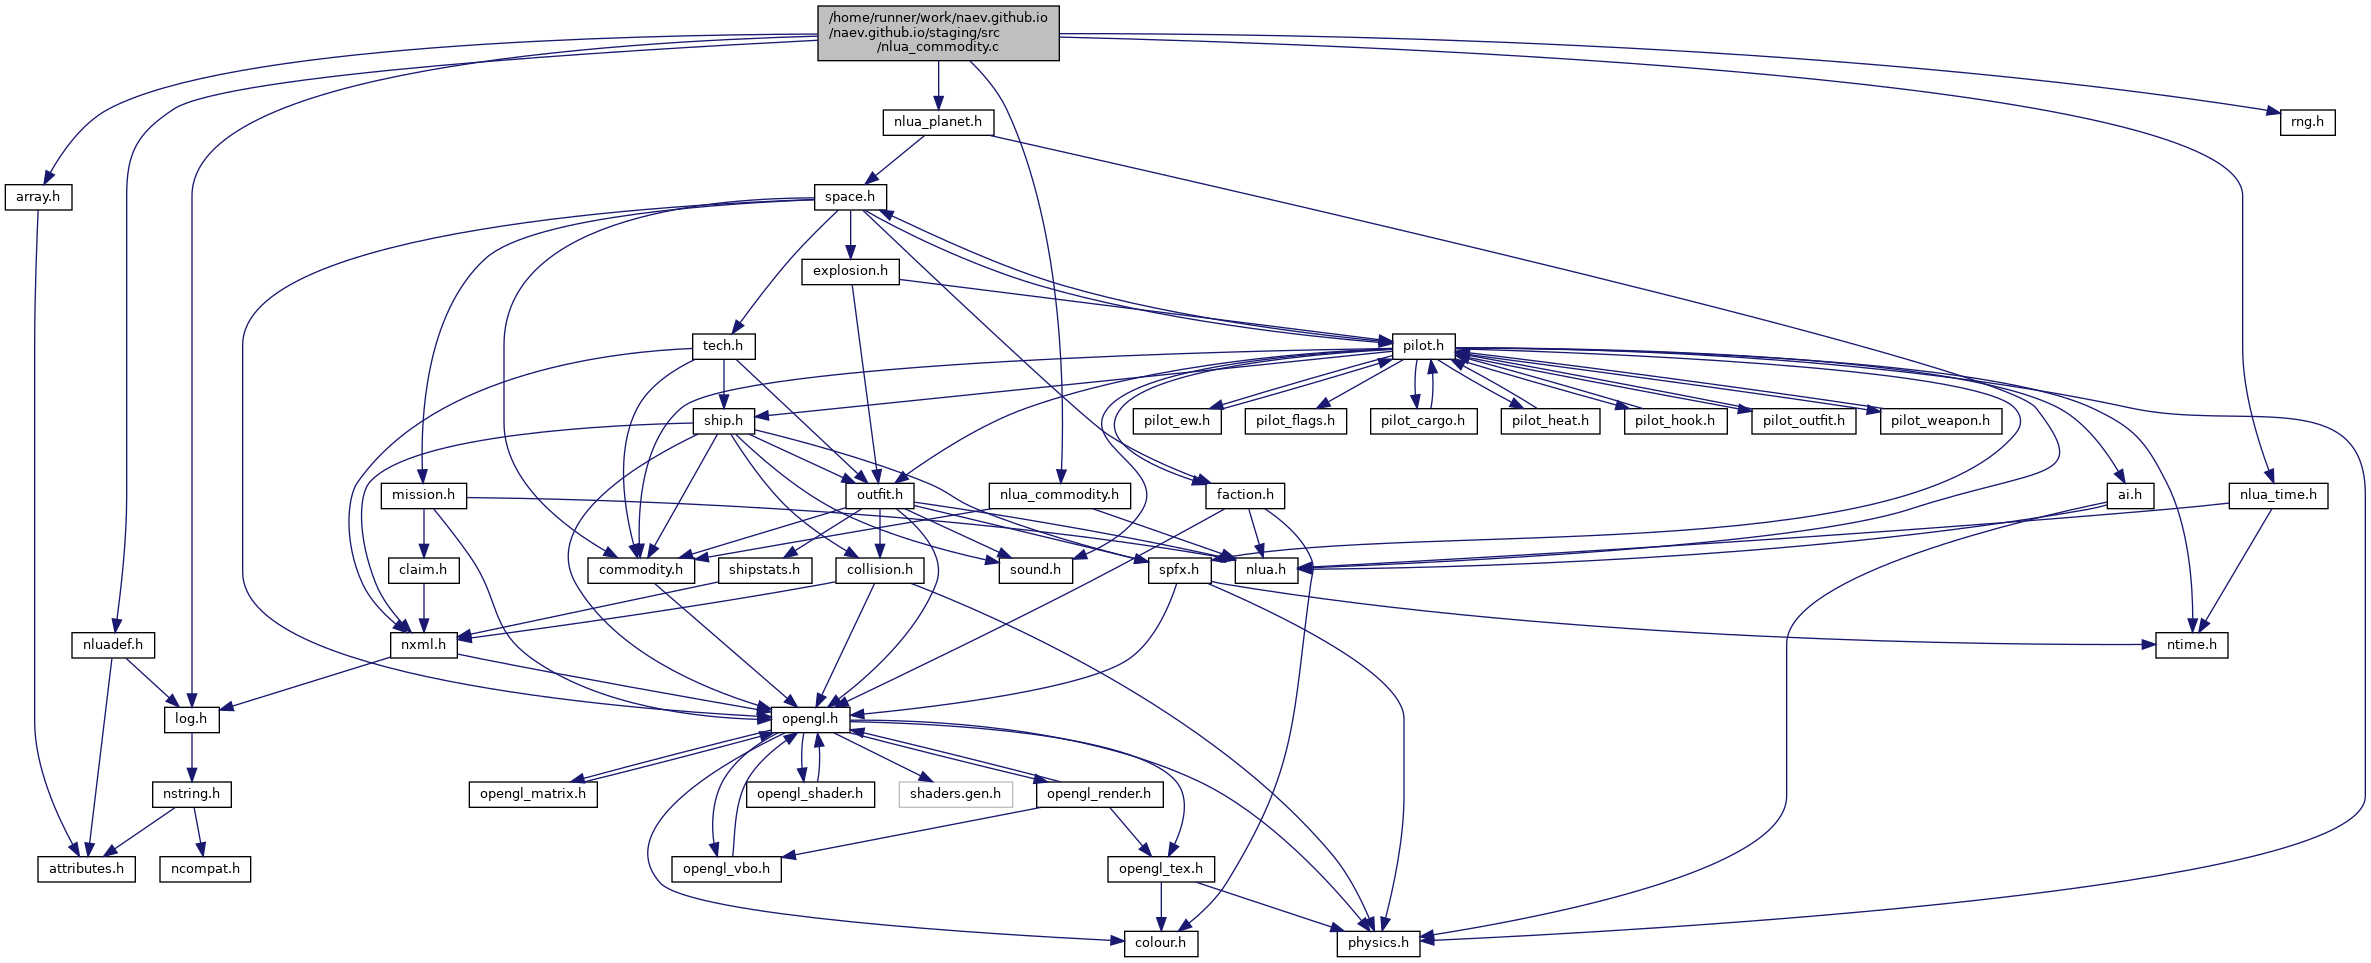 /home/runner/work/naev.github.io
/naev.github.io/staging/src
/nlua_commodity.c
nlua_planet.h
rng.h
array.h
space.h
explosion.h
tech.h
pilot.h
ship.h
pilot_ew.h
pilot_flags.h
pilot_cargo.h
pilot_heat.h
pilot_hook.h
pilot_outfit.h
pilot_weapon.h
mission.h
outfit.h
nlua_commodity.h
faction.h
ai.h
nlua_time.h
claim.h
commodity.h
shipstats.h
collision.h
sound.h
spfx.h
nlua.h
nluadef.h
nxml.h
ntime.h
log.h
opengl.h
nstring.h
opengl_matrix.h
opengl_shader.h
shaders.gen.h
opengl_render.h
attributes.h
ncompat.h
opengl_vbo.h
opengl_tex.h
colour.h
physics.h